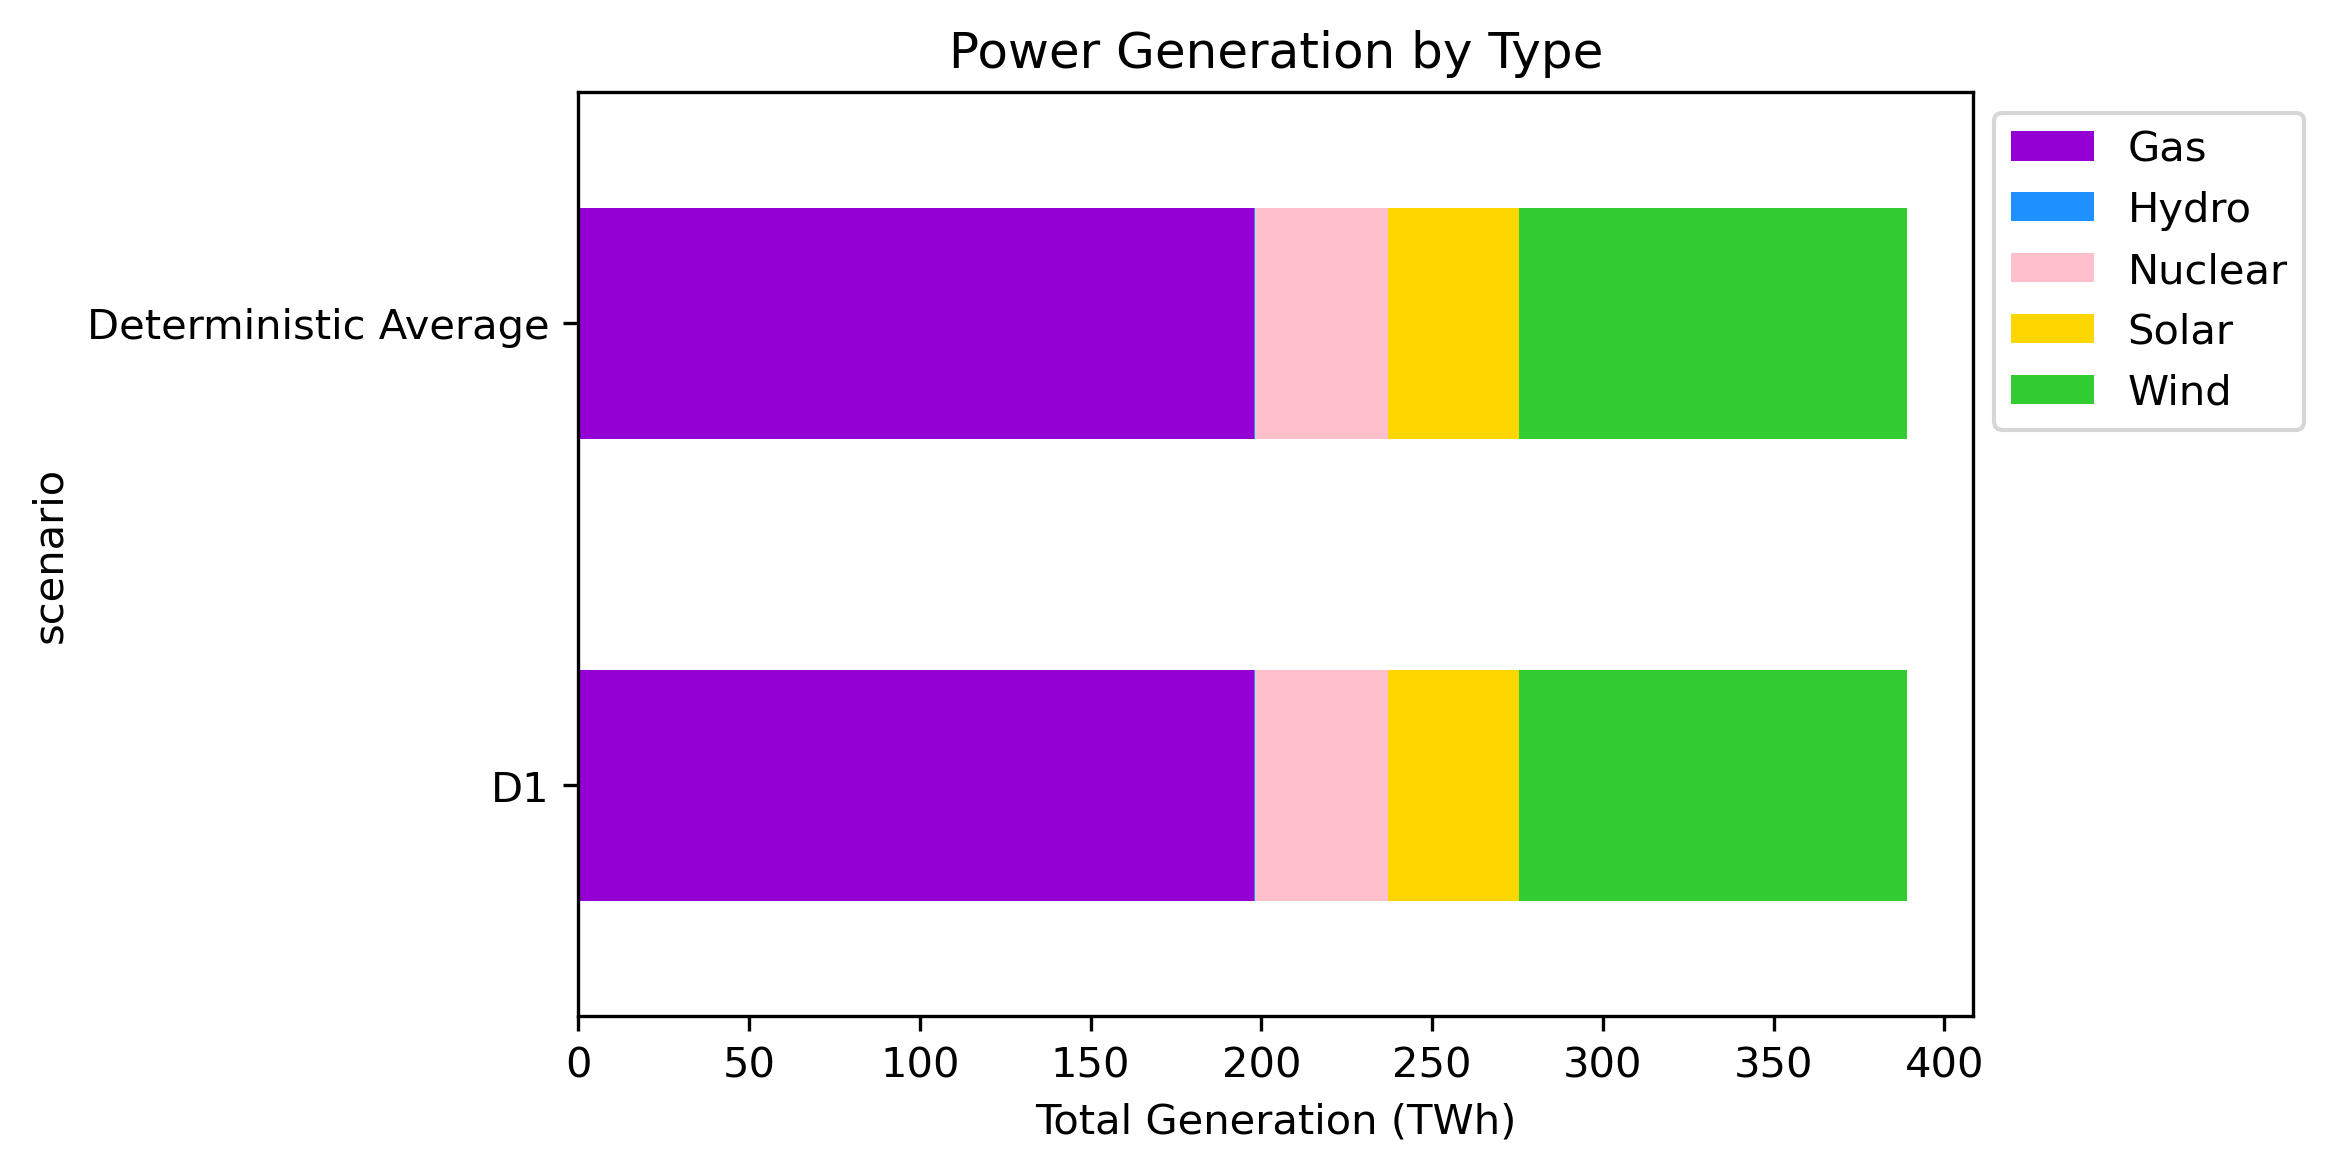 Power Generation by Type
Gas
Hydro
Nuclear
Solar
Wind
Deterministic Average
D1
scenario
0 50 100 150 200 250 300 350 400
Total Generation (TWh)